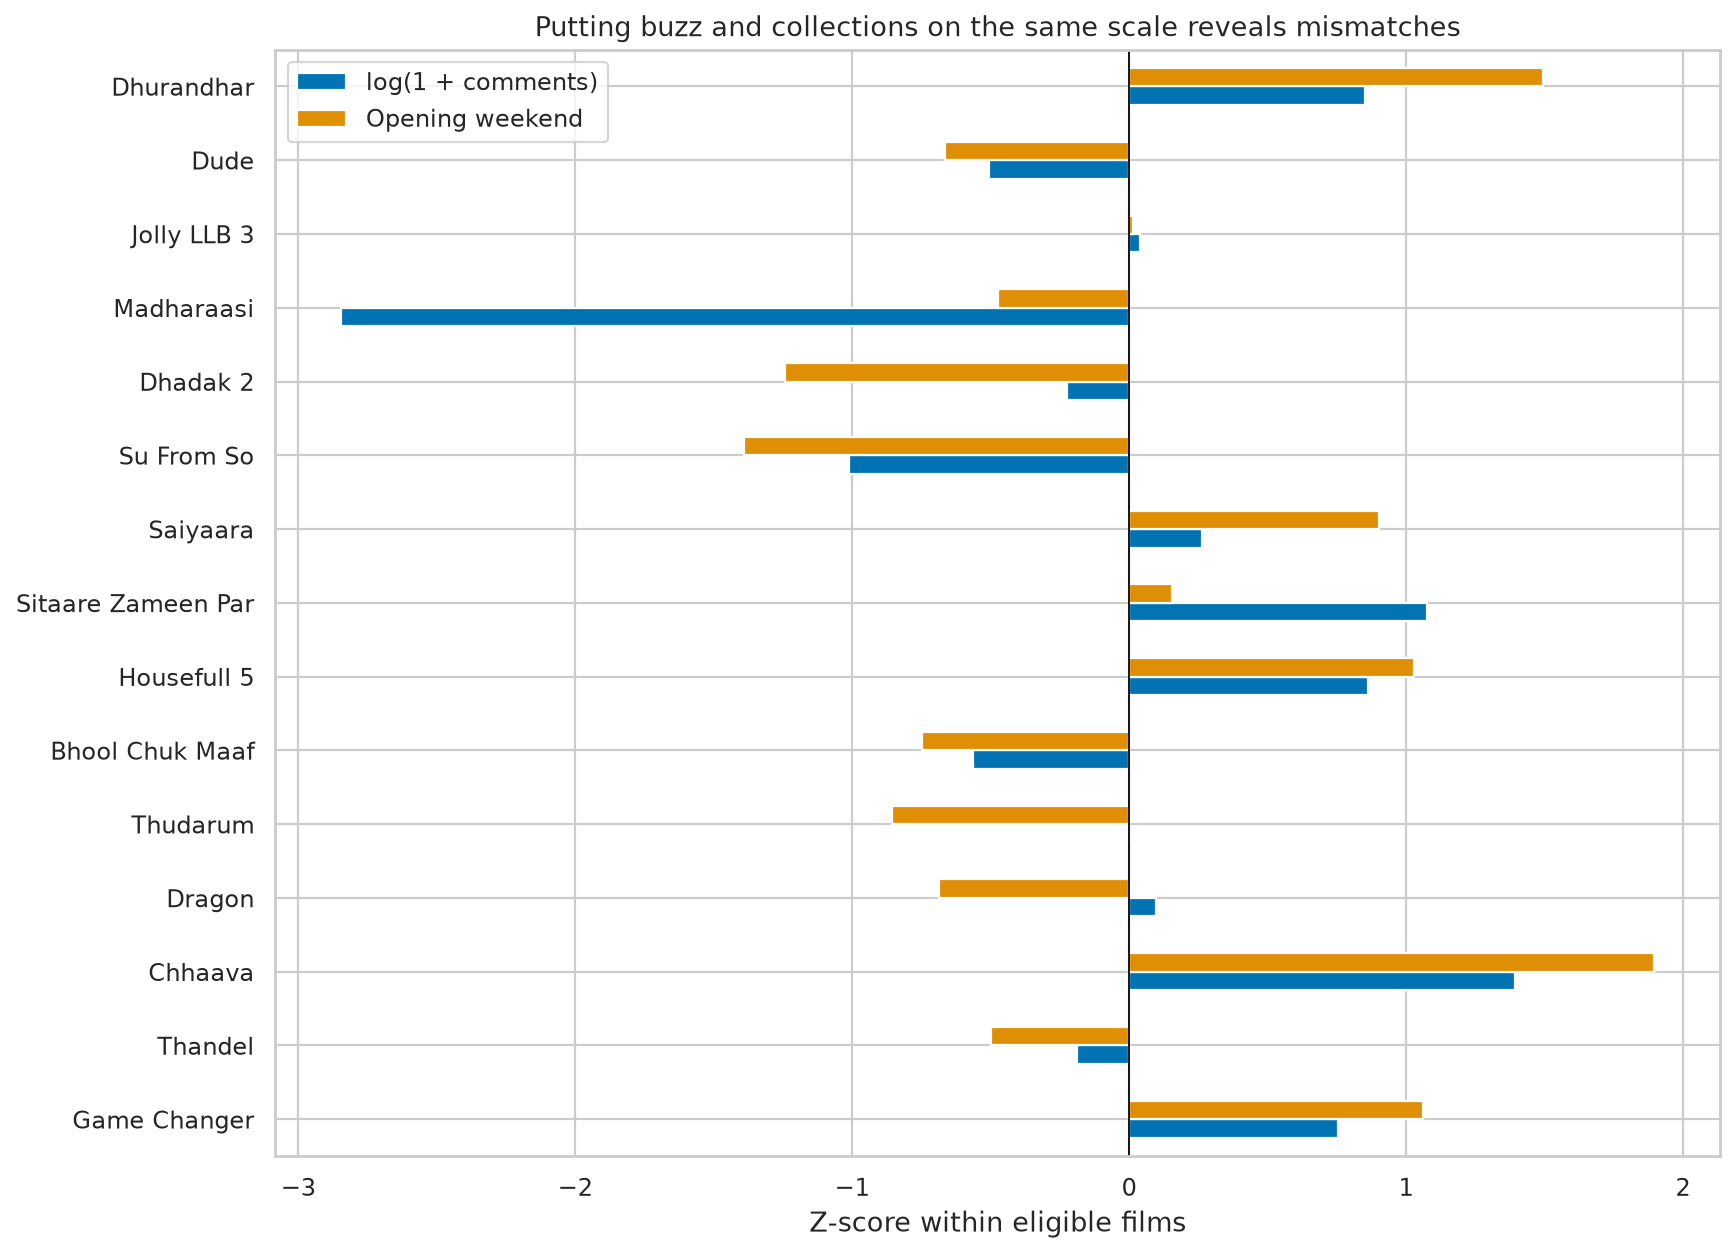 Putting buzz and collections on the same scale reveals mismatches
log(1 + comments)
Opening weekend
Dhurandhar
Dude
Jolly LLB 3
Madharaasi
Dhadak 2
Su From So
Saiyaara
Sitaare Zameen Par
Housefull 5
Bhool Chuk Maaf
Thudarum
Dragon
Chhaava
Thandel
Game Changer
−3 −2 −1 0 1 2
Z-score within eligible films